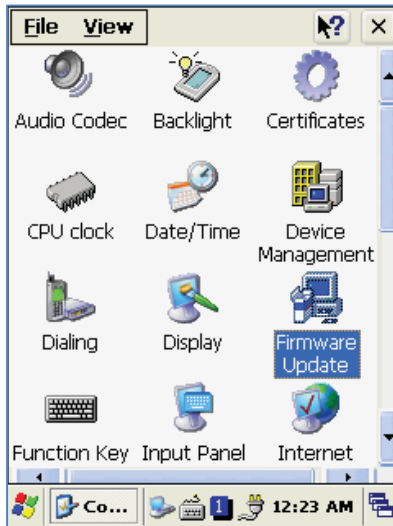 File View ?
Audio Codec Backlight Certificates
CPU clock Date/Time Device Management
Dialing Display Firmware Update
Function Key Input Panel Internet
Co... 1 12:23 AM